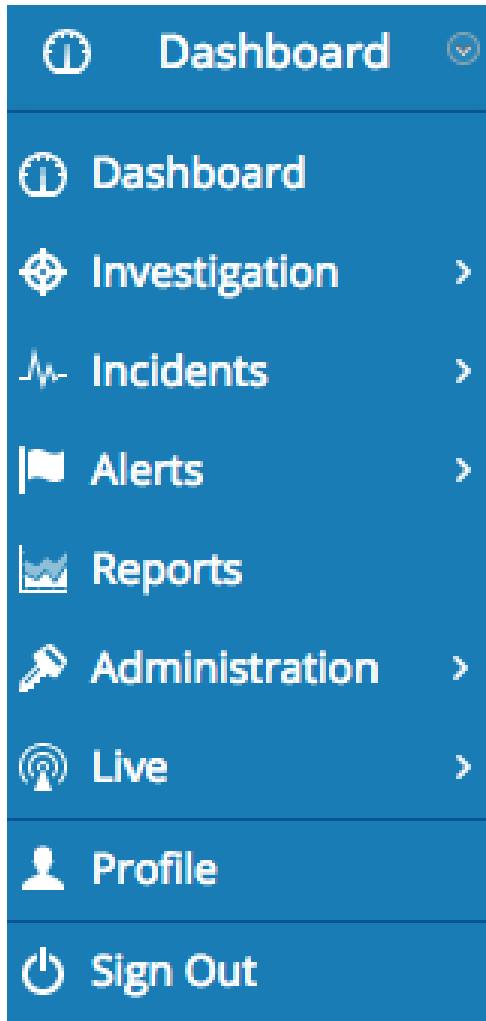 Dashboard
Dashboard
Investigation
Incidents
Alerts
Reports
Administration
Live
Profile
Sign Out